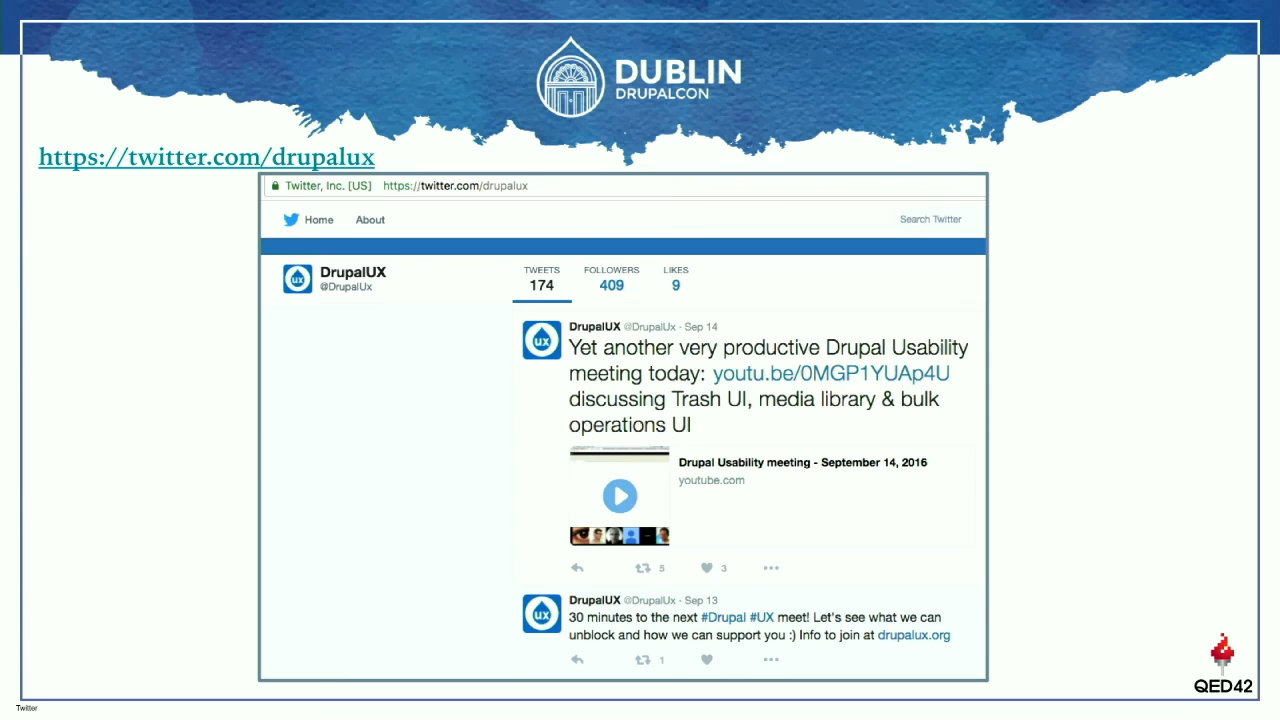 DUBLIN
DRUPALCON
https://twitter.com/drupalux
Twitter, Inc. [US] https://twitter.com/drupalux
Home About Search Twitter
DrupalUX
@DrupalUx
TWEETS FOLLOWERS LIKES
174 409 9
DrupalUX @DrupalUx · Sep 14
Yet another very productive Drupal Usability
meeting today: youtu.be/0MGP1YUAp4U
discussing Trash UI, media library & bulk
operations UI
Drupal Usability meeting - September 14, 2016
youtube.com
5 3
DrupalUX @DrupalUx · Sep 13
30 minutes to the next #Drupal #UX meet! Let's see what we can
unblock and how we can support you :) Info to join at drupalux.org
1
QED42
Twitter
ux
ux
ux